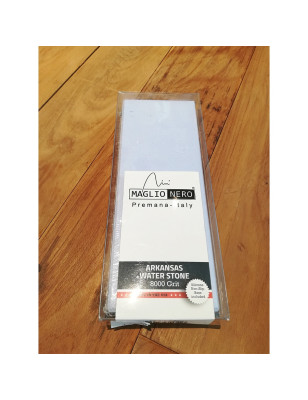 MAGLIO NERO®
Premana- Italy
ARKANSAS
WATER STONE
8000 Grit